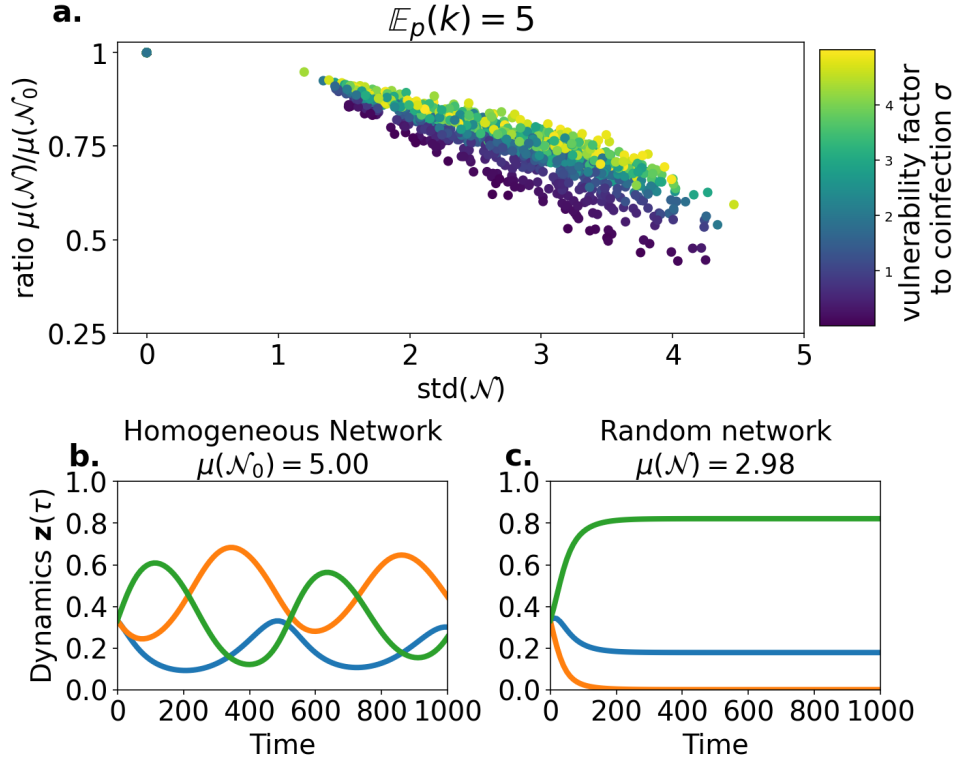 a.
𝔼ₚ(k) = 5
ratio μ(𝒩)/μ(𝒩₀)
1
0.75
0.5
0.25
0 1 2 3 4 5
std(𝒩)
4
3
2
1
vulnerability factor
to coinfection σ
b.
Homogeneous Network
μ(𝒩₀) = 5.00
Dynamics z(τ)
1.0
0.8
0.6
0.4
0.2
0.0
0 200 400 600 800 1000
Time
c.
Random network
μ(𝒩) = 2.98
1.0
0.8
0.6
0.4
0.2
0.0
0 200 400 600 800 1000
Time